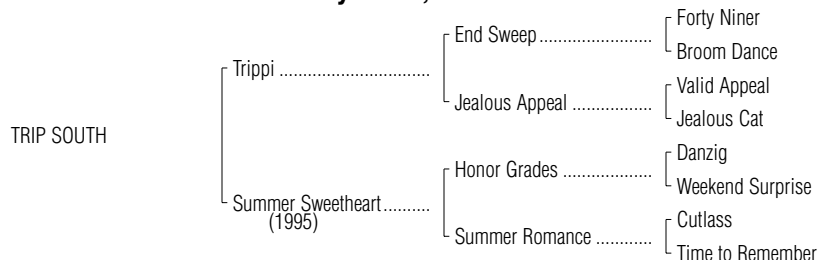 Forty Niner
End Sweep
Broom Dance
Trippi
Valid Appeal
Jealous Appeal
Jealous Cat
TRIP SOUTH
Danzig
Honor Grades
Weekend Surprise
Summer Sweetheart
(1995)
Cutlass
Summer Romance
Time to Remember